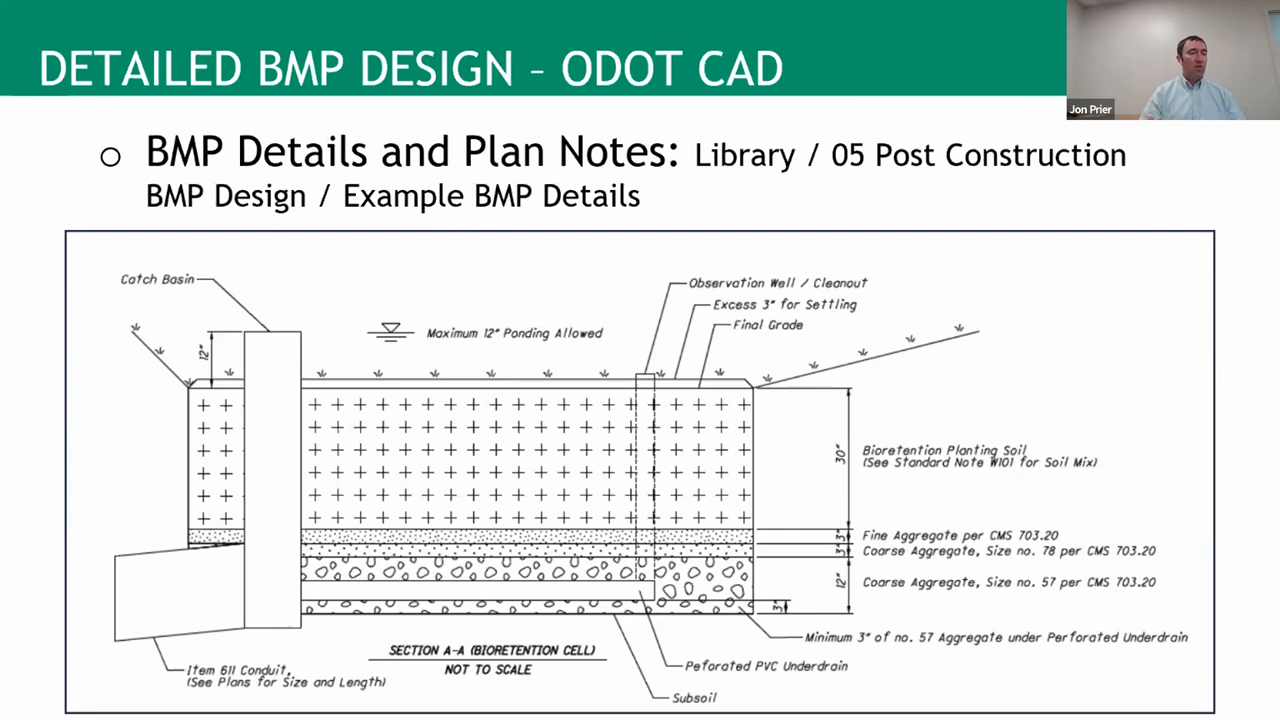 DETAILED BMP DESIGN – ODOT CAD
Jon Prier
BMP Details and Plan Notes: Library / 05 Post Construction
BMP Design / Example BMP Details
Catch Basin
Observation Well / Cleanout
Excess 3" for Settling
Final Grade
Maximum 12" Ponding Allowed
12"
30"
Bioretention Planting Soil
(See Standard Note W101 for Soil Mix)
3"
Fine Aggregate per CMS 703.20
3"
Coarse Aggregate, Size no. 78 per CMS 703.20
12"
Coarse Aggregate, Size no. 57 per CMS 703.20
3"
Minimum 3" of no. 57 Aggregate under Perforated Underdrain
SECTION A-A (BIORETENTION CELL)
NOT TO SCALE
Peforated PVC Underdrain
Item 611 Conduit,
(See Plans for Size and Length)
Subsoil